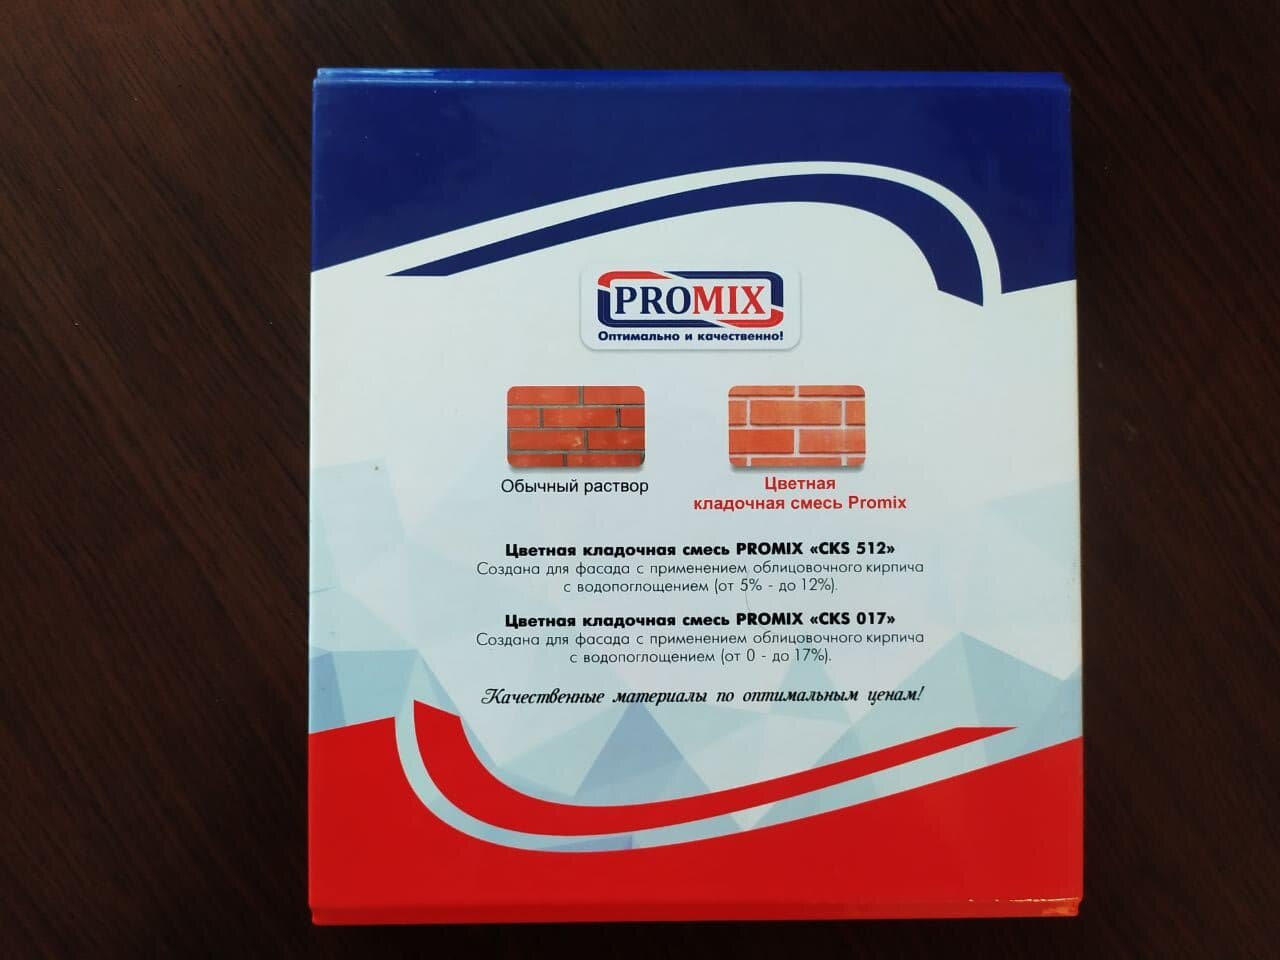 PROMIX
Оптимально и качественно!
Обычный раствор
Цветная
кладочная смесь Promix
Цветная кладочная смесь PROMIX «CKS 512»
Создана для фасада с применением облицовочного кирпича
с водопоглощением (от 5% - до 12%).
Цветная кладочная смесь PROMIX «CKS 017»
Создана для фасада с применением облицовочного кирпича
с водопоглощением (от 0 - до 17%).
Качественные материалы по оптимальным ценам!